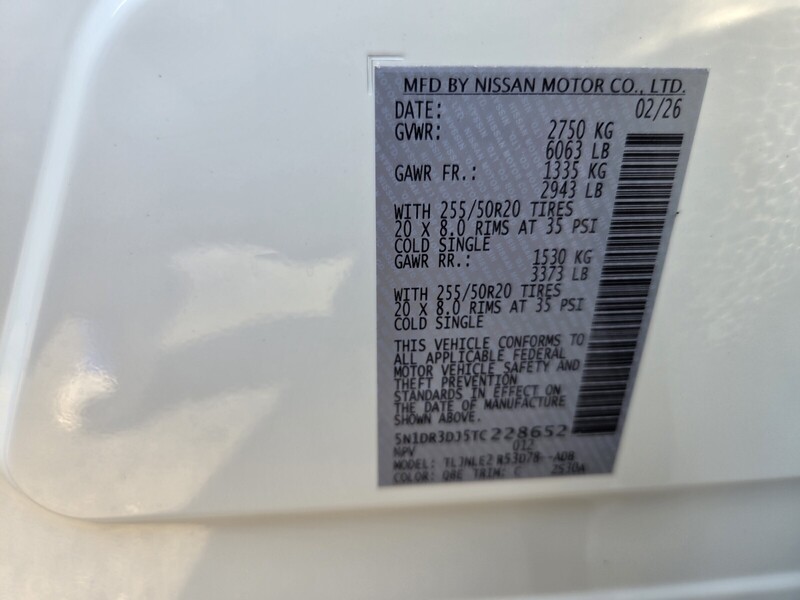 MFD BY NISSAN MOTOR CO., LTD.
DATE: 02/26
GVWR: 2750 KG
6063 LB
GAWR FR.: 1335 KG
2943 LB
WITH 255/50R20 TIRES
20 X 8.0 RIMS AT 35 PSI
COLD SINGLE
GAWR RR.: 1530 KG
3373 LB
WITH 255/50R20 TIRES
20 X 8.0 RIMS AT 35 PSI
COLD SINGLE
THIS VEHICLE CONFORMS TO
ALL APPLICABLE FEDERAL
MOTOR VEHICLE SAFETY AND
THEFT PREVENTION
STANDARDS IN EFFECT ON
THE DATE OF MANUFACTURE
SHOWN ABOVE.
5N1DR3DJ5TC228652
MPV 012
MODEL:
COLOR: QBE TRIM: C 2530A